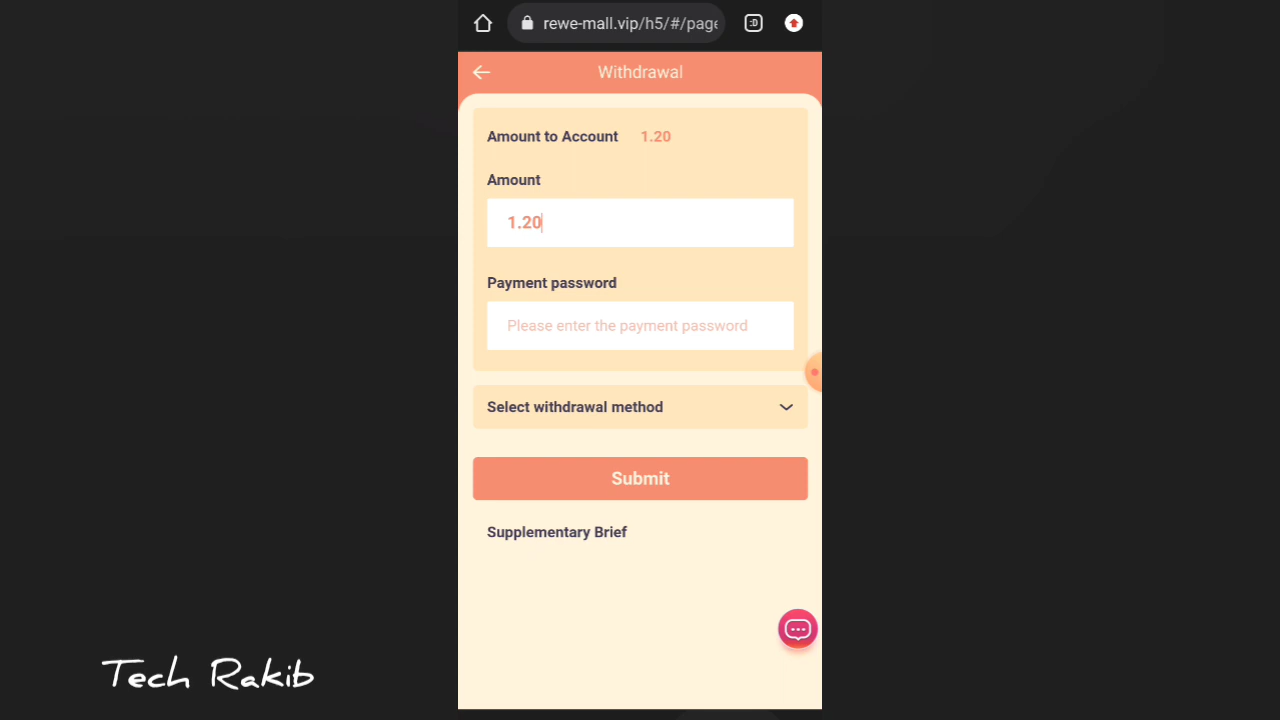 rewe-mall.vip/h5/#/page
:D
Withdrawal
Amount to Account 1.20
Amount
1.20
Payment password
Please enter the payment password
Select withdrawal method
Submit
Supplementary Brief
Tech Rakib